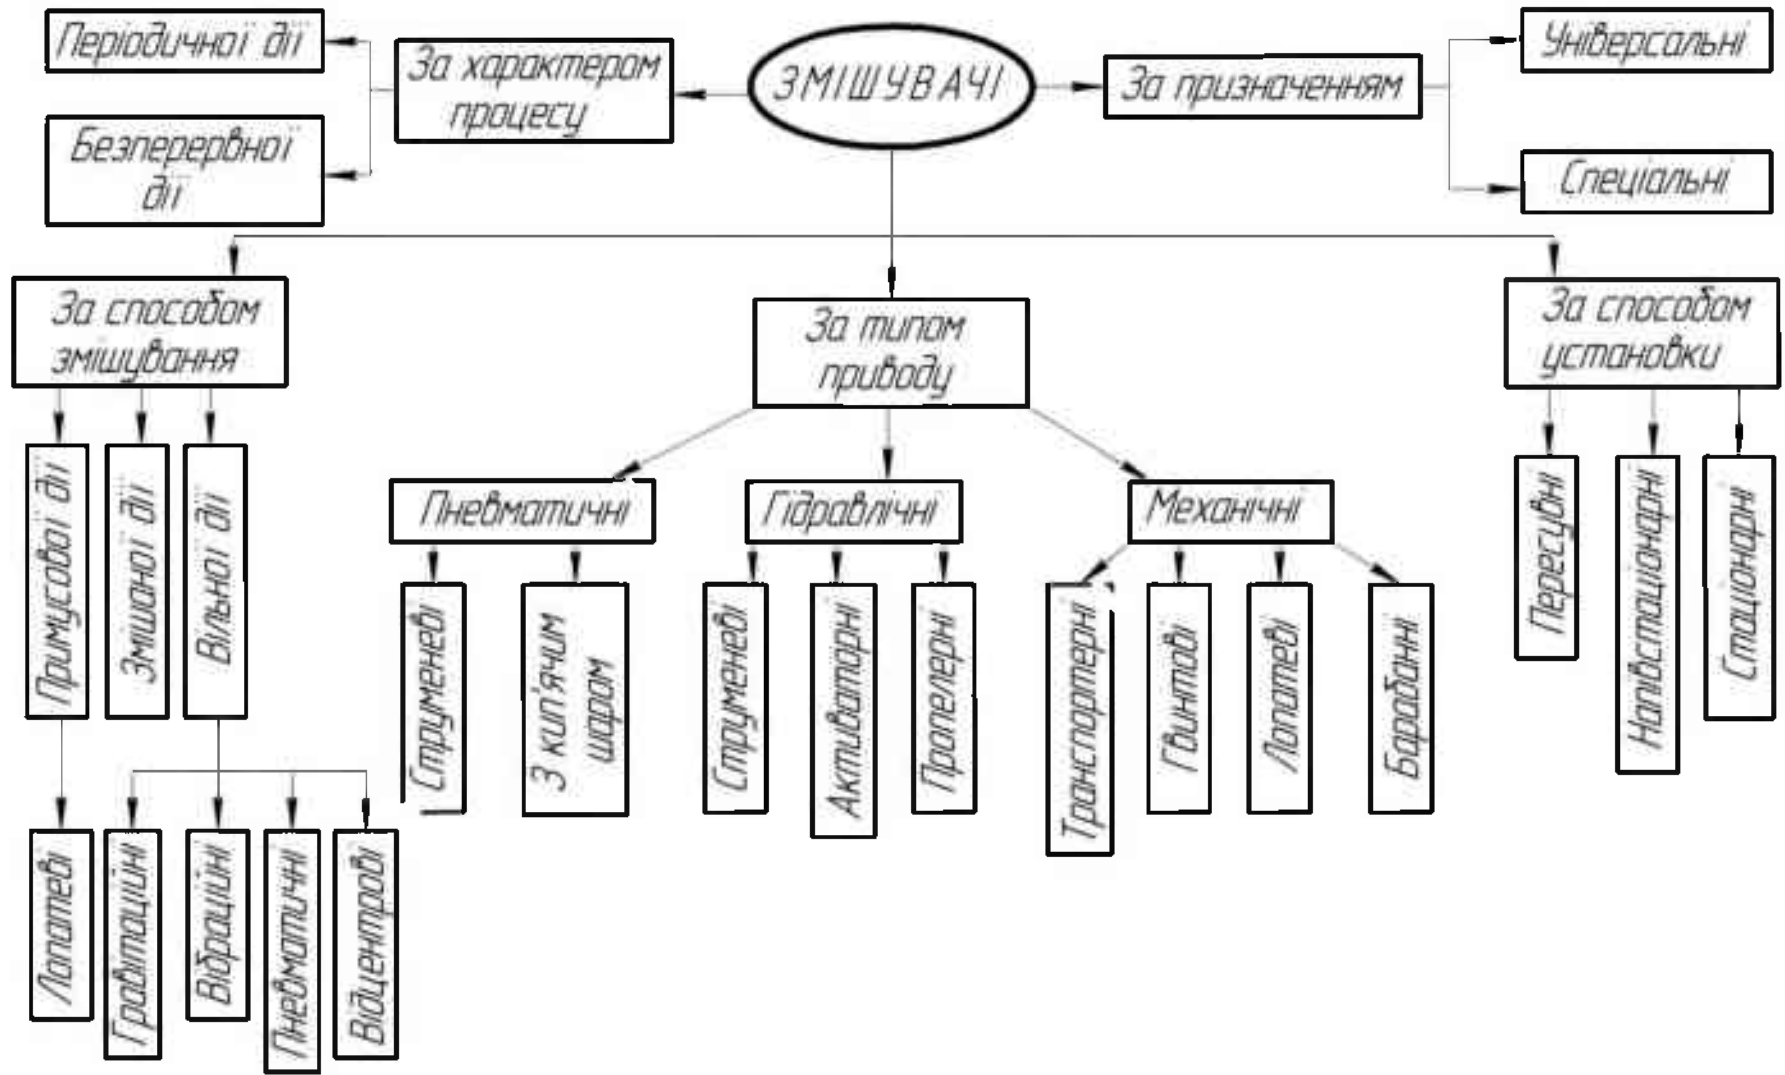 Періодичної дії
За характером
процесу
ЗМІШУВАЧІ
За призначенням
Універсальні
Безперервної
дії
Спеціальні
За способом
змішування
За типом
приводу
За способом
установки
Примусової дії
Змішаної дії
Вільної дії
Пневматичні
Гідравлічні
Механічні
Пересувні
Напівстаціонарні
Стаціонарні
Струменеві
З кип'ячим
шаром
Струменеві
Активаторні
Пропелерні
Транспортерні
Гвинтові
Лопатеві
Барабанні
Лопатеві
Гравітаційні
Вібраційні
Пневматичні
Відцентрові